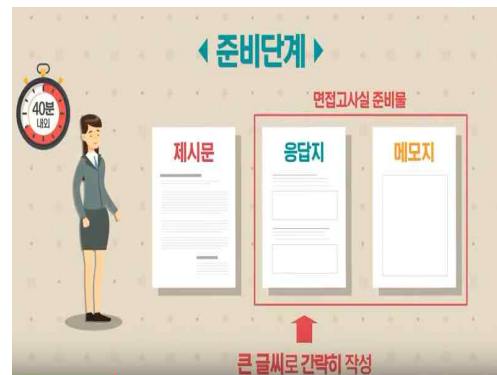 준비단계
40분
내외
면접고사실 준비물
제시문
응답지
메모지
큰 글씨로 간략히 작성